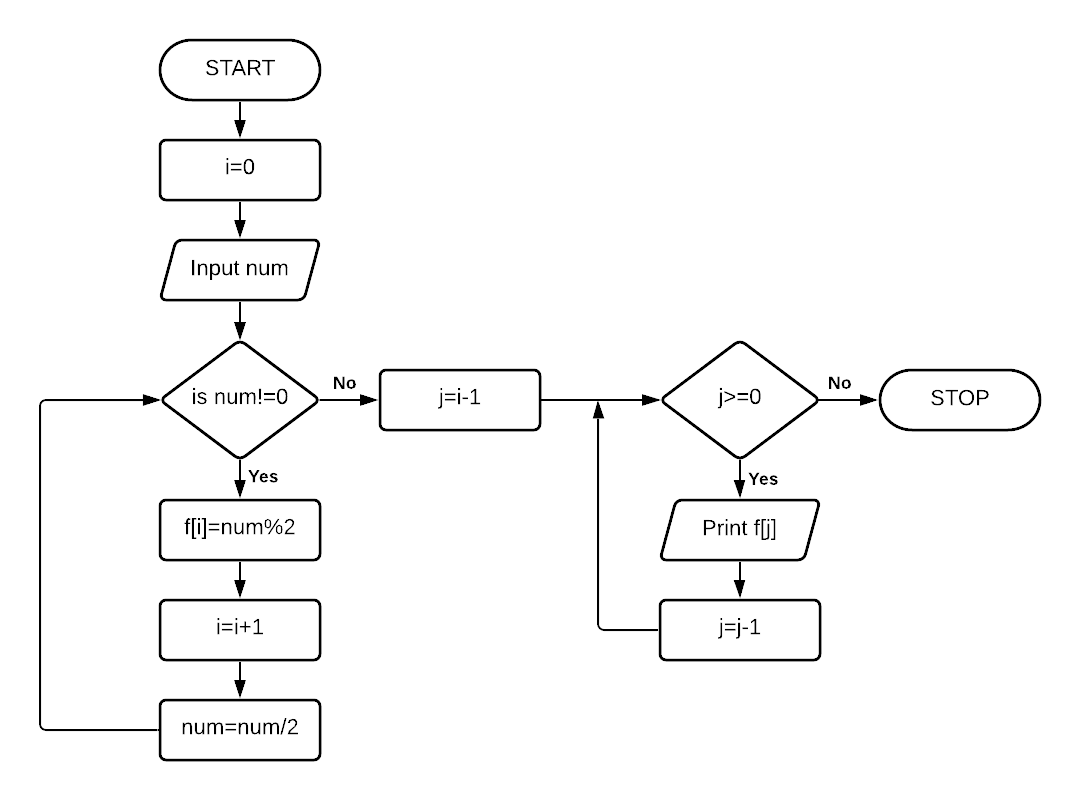 START
i=0
Input num
is num!=0
No
j=i-1
j>=0
No
STOP
Yes
f[i]=num%2
i=i+1
num=num/2
Yes
Print f[j]
j=j-1